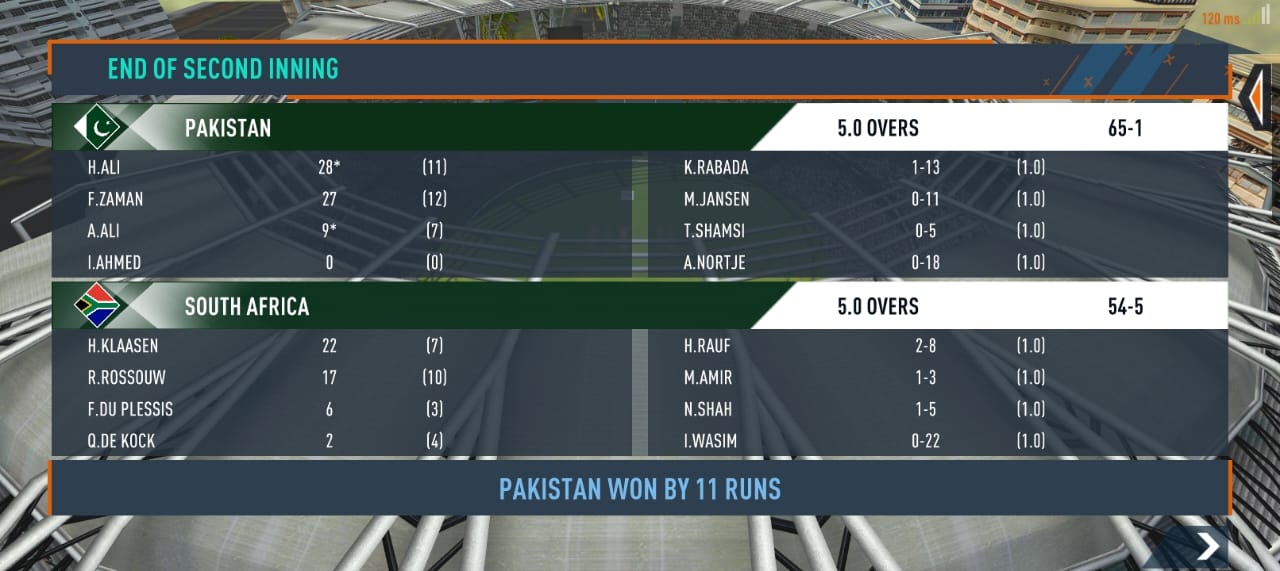 120 ms
END OF SECOND INNING
PAKISTAN 5.0 OVERS 65-1
H.ALI 28* (11) K.RABADA 1-13 (1.0)
F.ZAMAN 27 (12) M.JANSEN 0-11 (1.0)
A.ALI 9* (7) T.SHAMSI 0-5 (1.0)
I.AHMED 0 (0) A.NORTJE 0-18 (1.0)
SOUTH AFRICA 5.0 OVERS 54-5
H.KLAASEN 22 (7) H.RAUF 2-8 (1.0)
R.ROSSOUW 17 (10) M.AMIR 1-3 (1.0)
F.DU PLESSIS 6 (3) N.SHAH 1-5 (1.0)
Q.DE KOCK 2 (4) I.WASIM 0-22 (1.0)
PAKISTAN WON BY 11 RUNS